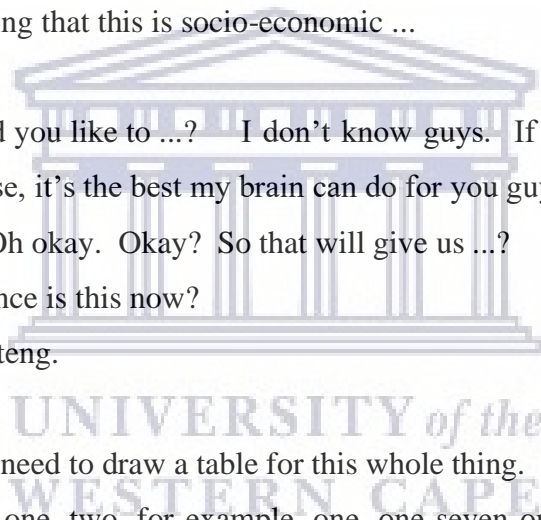 ng that this is socio-economic ...
d you like to ...? I don't know guys. If
se, it's the best my brain can do for you guy
Oh okay. Okay? So that will give us ...?
nce is this now?
teng.
UNIVERSITY of the
need to draw a table for this whole thing.
WESTERN CAPE
one, two, for example, one, one seven or